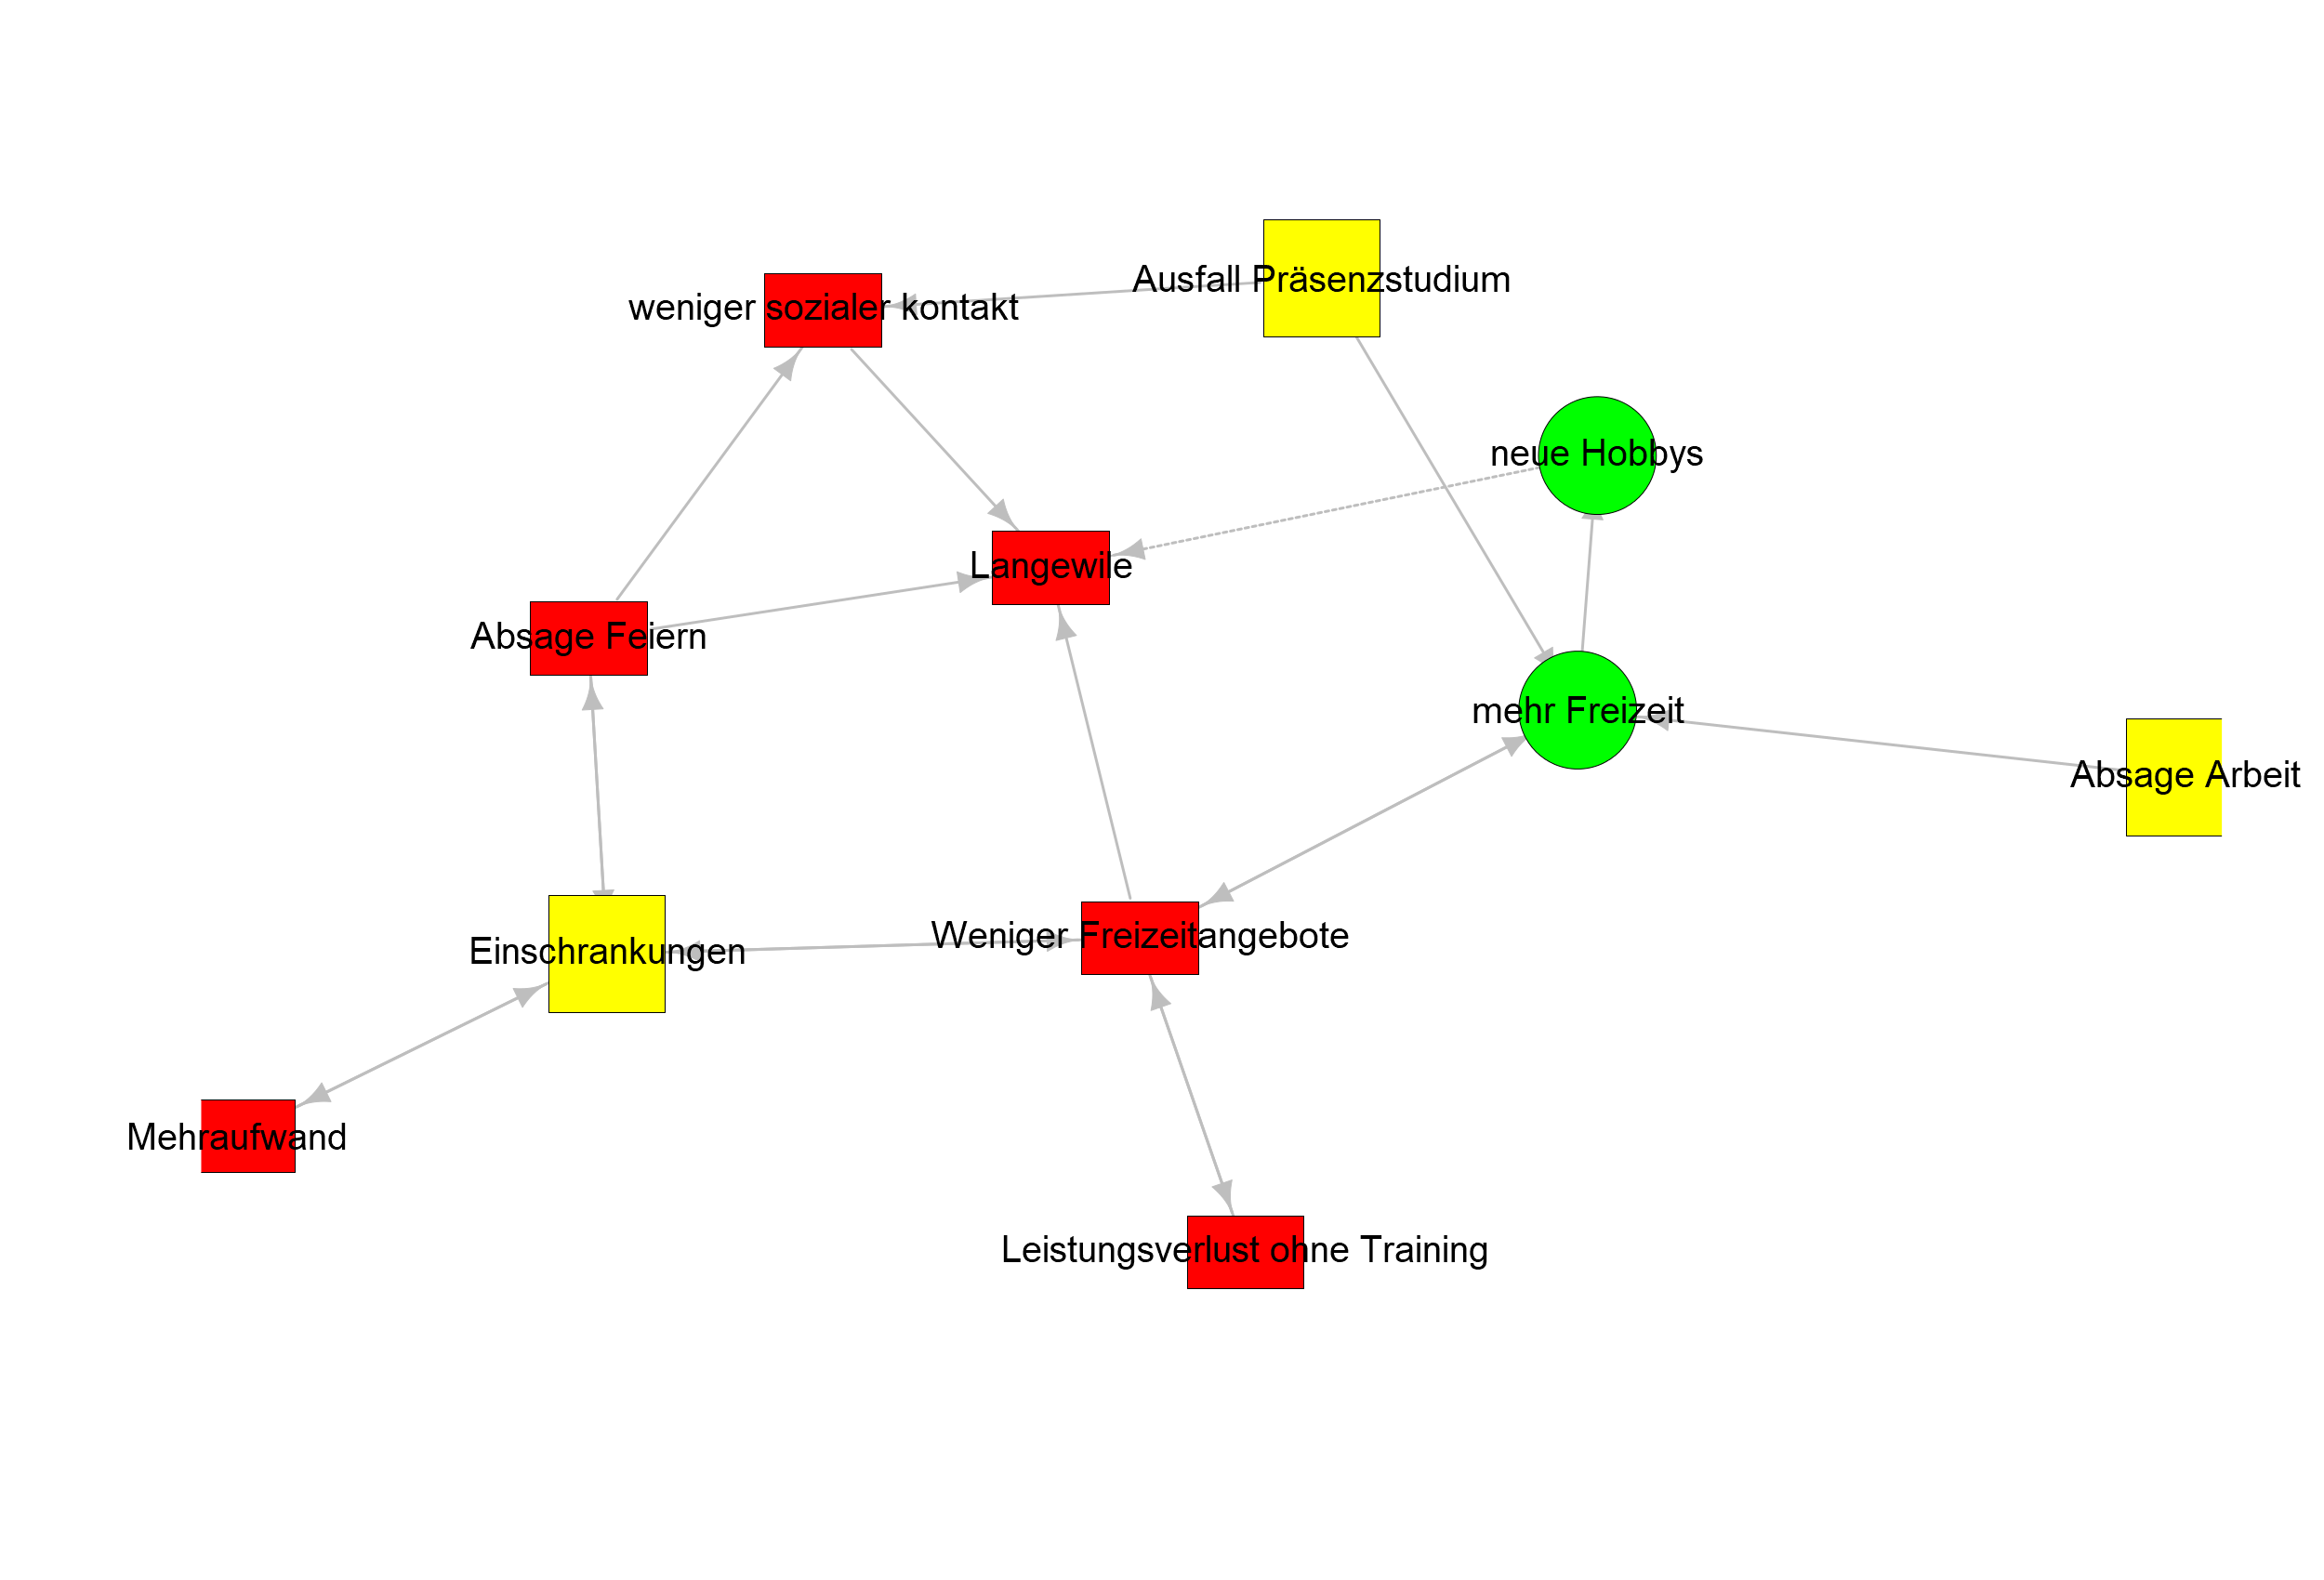 Ausfall Präsenzstudium
weniger sozialer kontakt
neue Hobbys
Langewile
Absage Feiern
mehr Freizeit
Absage Arbeit
Weniger Freizeitangebote
Einschrankungen
Mehraufwand
Leistungsverlust ohne Training